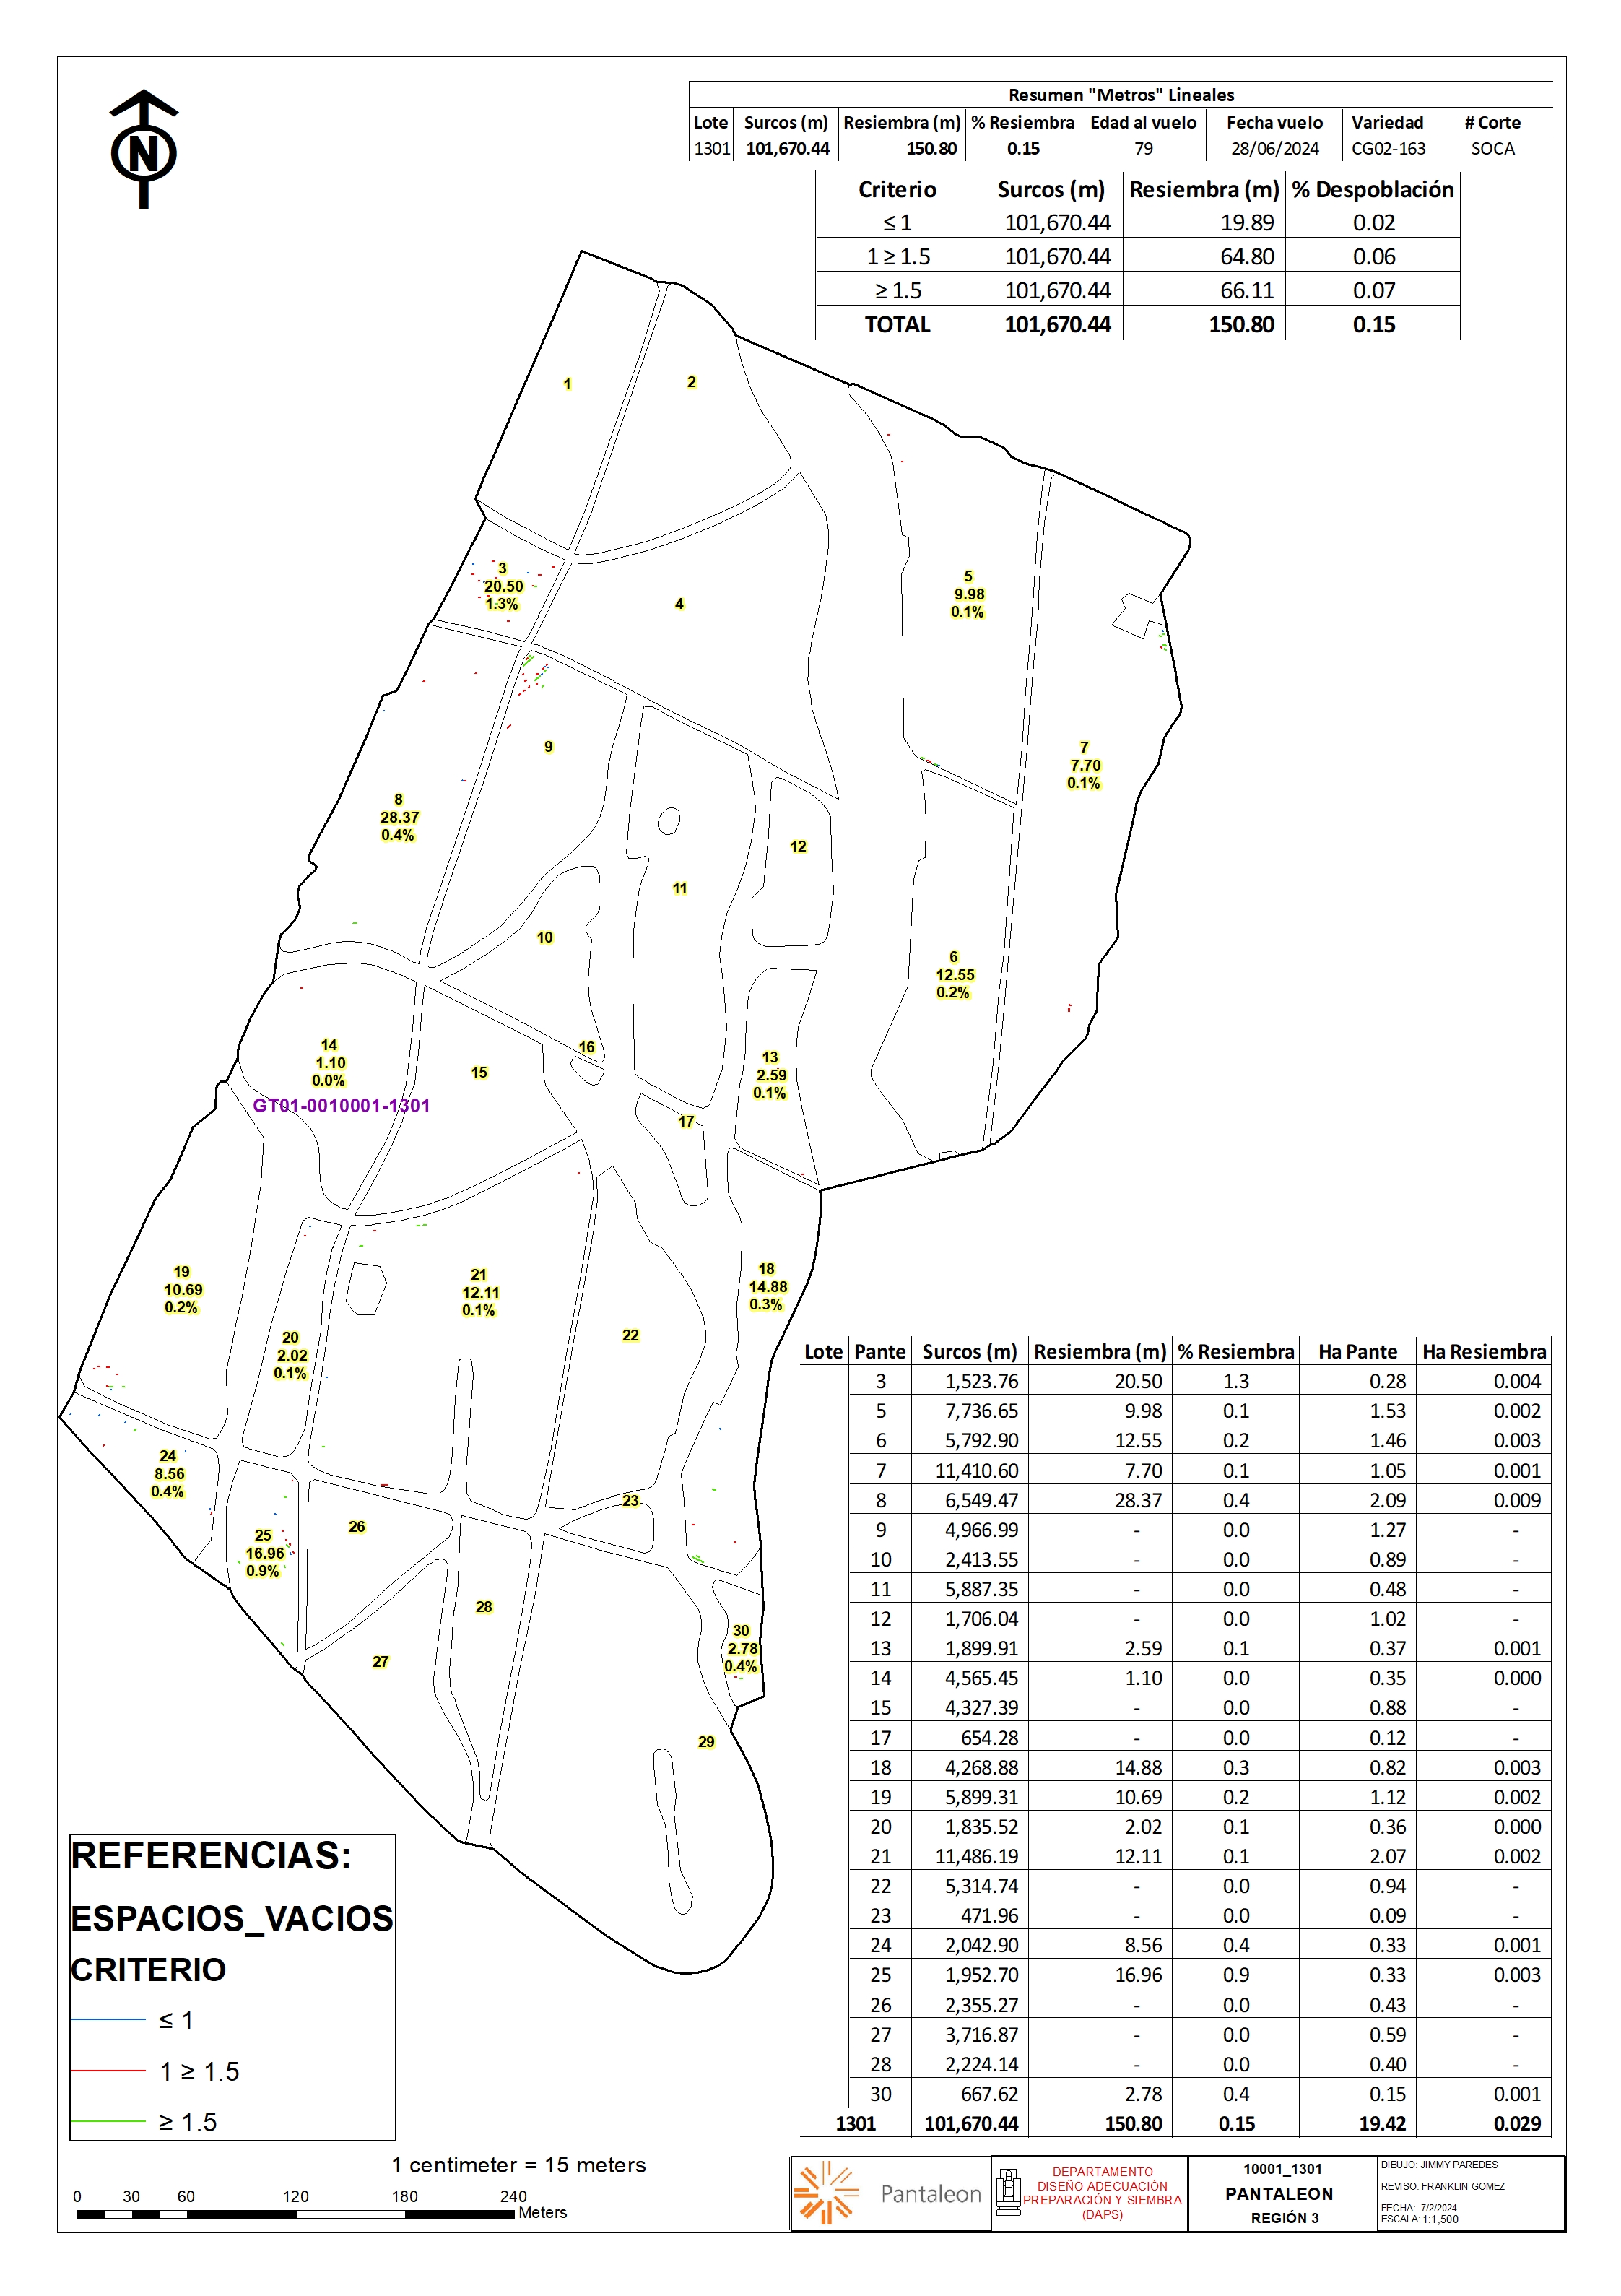 N
Resumen "Metros" Lineales
Lote Surcos (m) Resiembra (m) % Resiembra Edad al vuelo Fecha vuelo Variedad # Corte
1301 101,670.44 150.80 0.15 79 28/06/2024 CG02-163 SOCA
Criterio Surcos (m) Resiembra (m) % Despoblación
≤ 1 101,670.44 19.89 0.02
1 ≥ 1.5 101,670.44 64.80 0.06
≥ 1.5 101,670.44 66.11 0.07
TOTAL 101,670.44 150.80 0.15
1
2
3
20.50
1.3%
4
5
9.98
0.1%
7
7.70
0.1%
9
8
28.37
0.4%
12
11
10
6
12.55
0.2%
16
14
1.10
0.0%
15
13
2.59
0.1%
GT01-0010001-1301
17
19
10.69
0.2%
21
12.11
0.1%
18
14.88
0.3%
20
2.02
0.1%
22
24
8.56
0.4%
23
25
16.96
0.9%
26
28
30
2.78
0.4%
27
29
Lote Pante Surcos (m) Resiembra (m) % Resiembra Ha Pante Ha Resiembra
3 1,523.76 20.50 1.3 0.28 0.004
5 7,736.65 9.98 0.1 1.53 0.002
6 5,792.90 12.55 0.2 1.46 0.003
7 11,410.60 7.70 0.1 1.05 0.001
8 6,549.47 28.37 0.4 2.09 0.009
9 4,966.99 - 0.0 1.27 -
10 2,413.55 - 0.0 0.89 -
11 5,887.35 - 0.0 0.48 -
12 1,706.04 - 0.0 1.02 -
13 1,899.91 2.59 0.1 0.37 0.001
14 4,565.45 1.10 0.0 0.35 0.000
15 4,327.39 - 0.0 0.88 -
17 654.28 - 0.0 0.12 -
18 4,268.88 14.88 0.3 0.82 0.003
19 5,899.31 10.69 0.2 1.12 0.002
20 1,835.52 2.02 0.1 0.36 0.000
21 11,486.19 12.11 0.1 2.07 0.002
22 5,314.74 - 0.0 0.94 -
23 471.96 - 0.0 0.09 -
24 2,042.90 8.56 0.4 0.33 0.001
25 1,952.70 16.96 0.9 0.33 0.003
26 2,355.27 - 0.0 0.43 -
27 3,716.87 - 0.0 0.59 -
28 2,224.14 - 0.0 0.40 -
30 667.62 2.78 0.4 0.15 0.001
1301 101,670.44 150.80 0.15 19.42 0.029
REFERENCIAS:
ESPACIOS_VACIOS
CRITERIO
≤ 1
1 ≥ 1.5
≥ 1.5
1 centimeter = 15 meters
0 30 60 120 180 240
Meters
Pantaleon
DEPARTAMENTO
DISEÑO ADECUACIÓN
PREPARACIÓN Y SIEMBRA
(DAPS)
10001_1301
PANTALEON
REGIÓN 3
DIBUJO: JIMMY PAREDES
REVISO: FRANKLIN GOMEZ
FECHA: 7/2/2024
ESCALA: 1:1,500